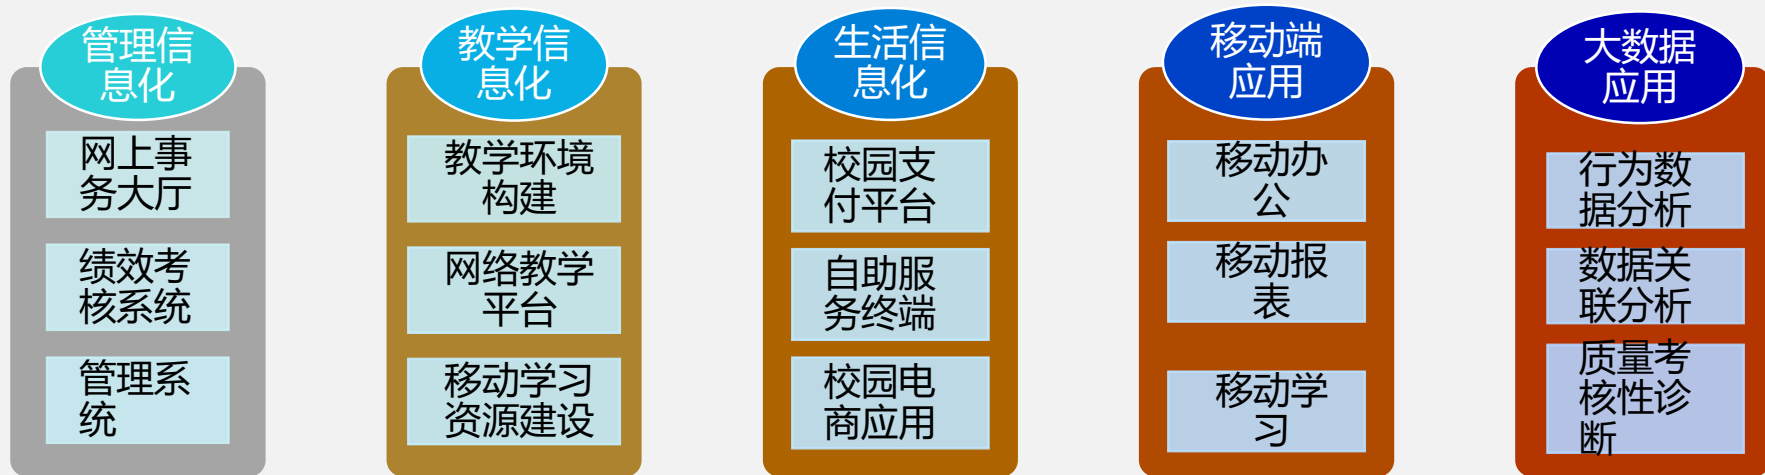 管理信
息化
网上事
务大厅
绩效考
核系统
管理系
统
教学信
息化
教学环境
构建
网络教学
平台
移动学习
资源建设
生活信
息化
校园支
付平台
自助服
务终端
校园电
商应用
移动端
应用
移动办
公
移动报
表
移动学
习
大数据
应用
行为数
据分析
数据关
联分析
质量考
核性诊
断